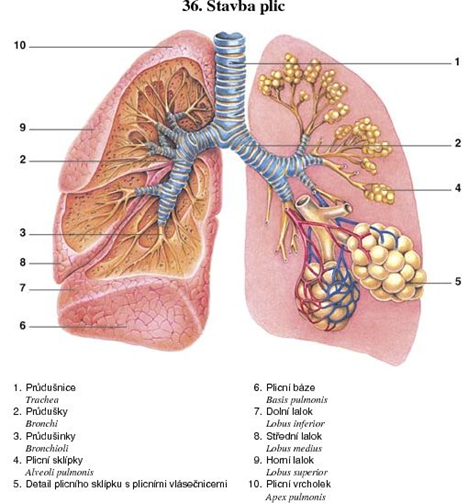 36. Stavba plic
10
1
9
2
2
4
3
8
7
5
6
1. Průdušnice
Trachea
2. Průdušky
Bronchi
3. Průdušinky
Bronchioli
4. Plicní sklípky
Alveoli pulmonis
5. Detail plicního sklípku s plicními vlásečnicemi
6. Plicní báze
Basis pulmonis
7. Dolní lalok
Lobus inferior
8. Střední lalok
Lobus medius
9. Horní lalok
Lobus superior
10. Plicní vrcholek
Apex pulmonis